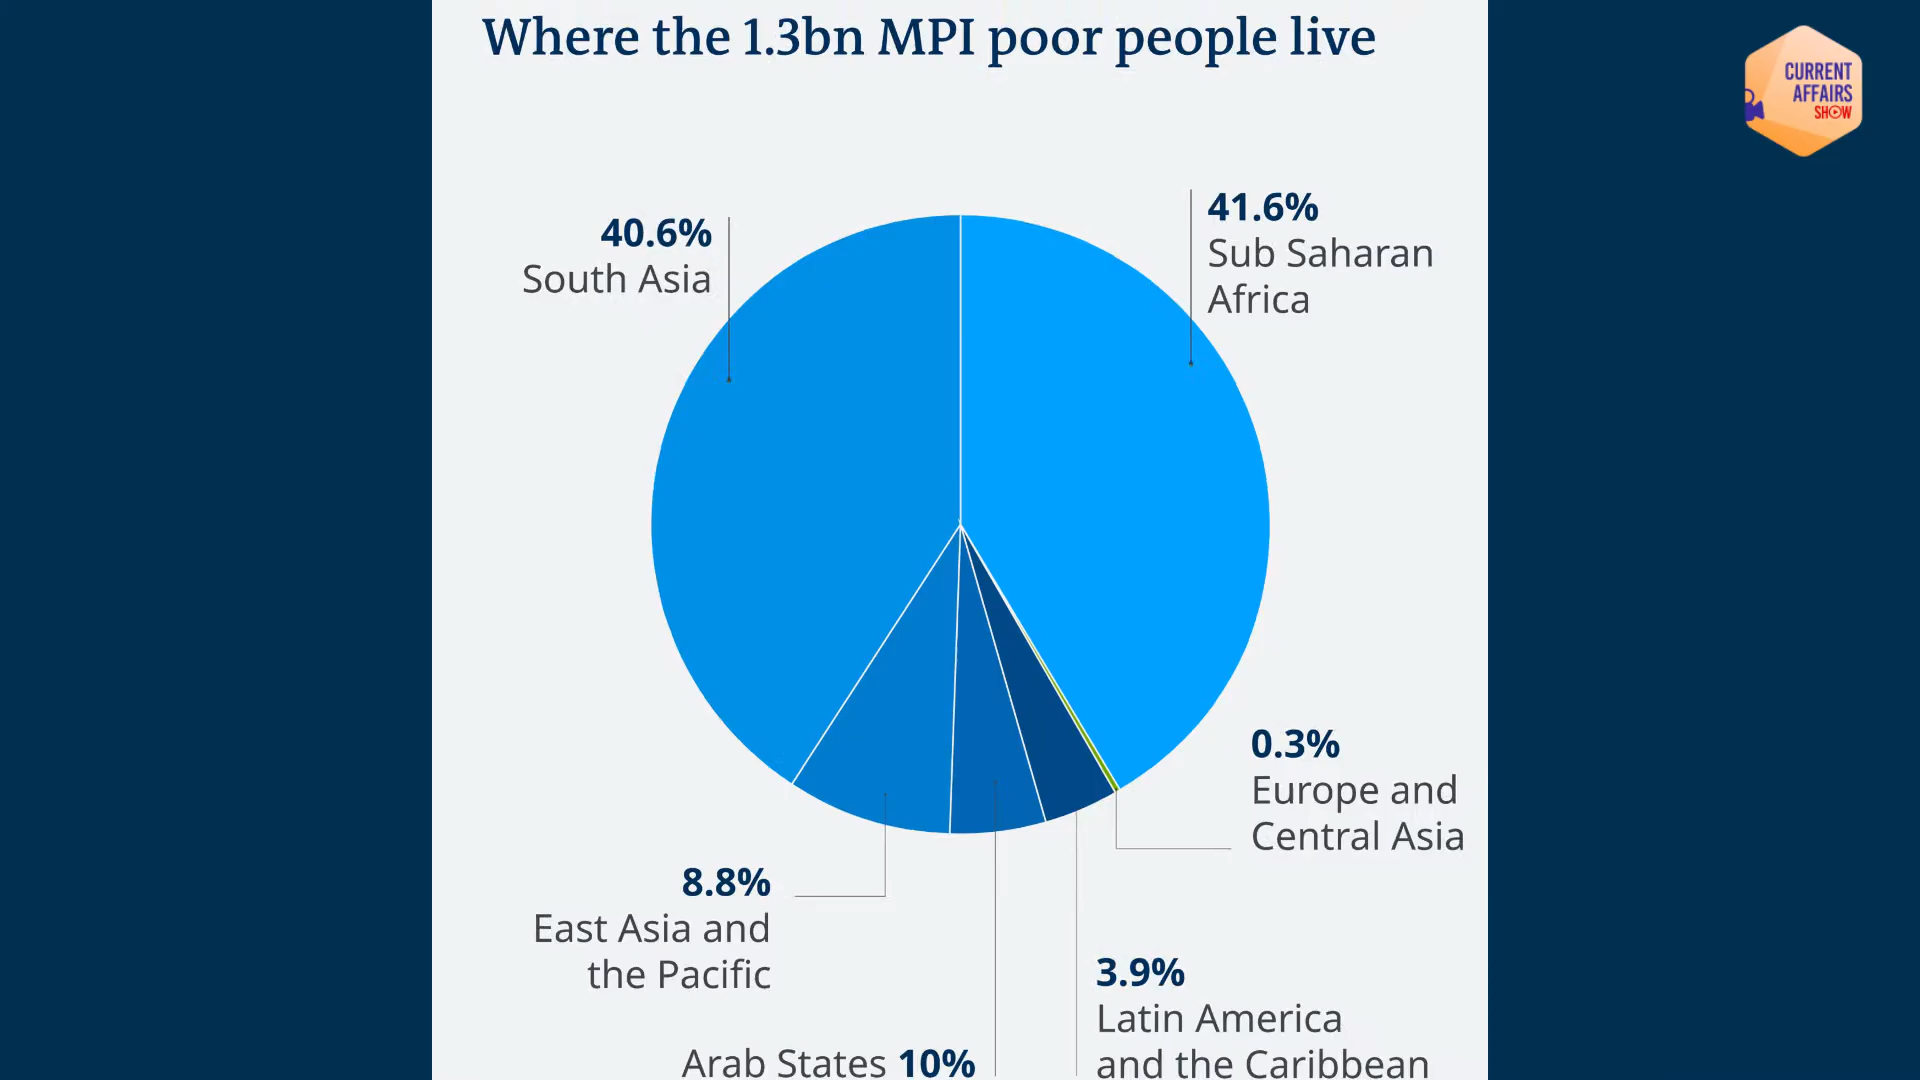 Where the 1.3bn MPI poor people live
CURRENT
AFFAIRS
SHOW
40.6%
South Asia
41.6%
Sub Saharan
Africa
0.3%
Europe and
Central Asia
8.8%
East Asia and
the Pacific
3.9%
Latin America
and the Caribbean
Arab States 10%